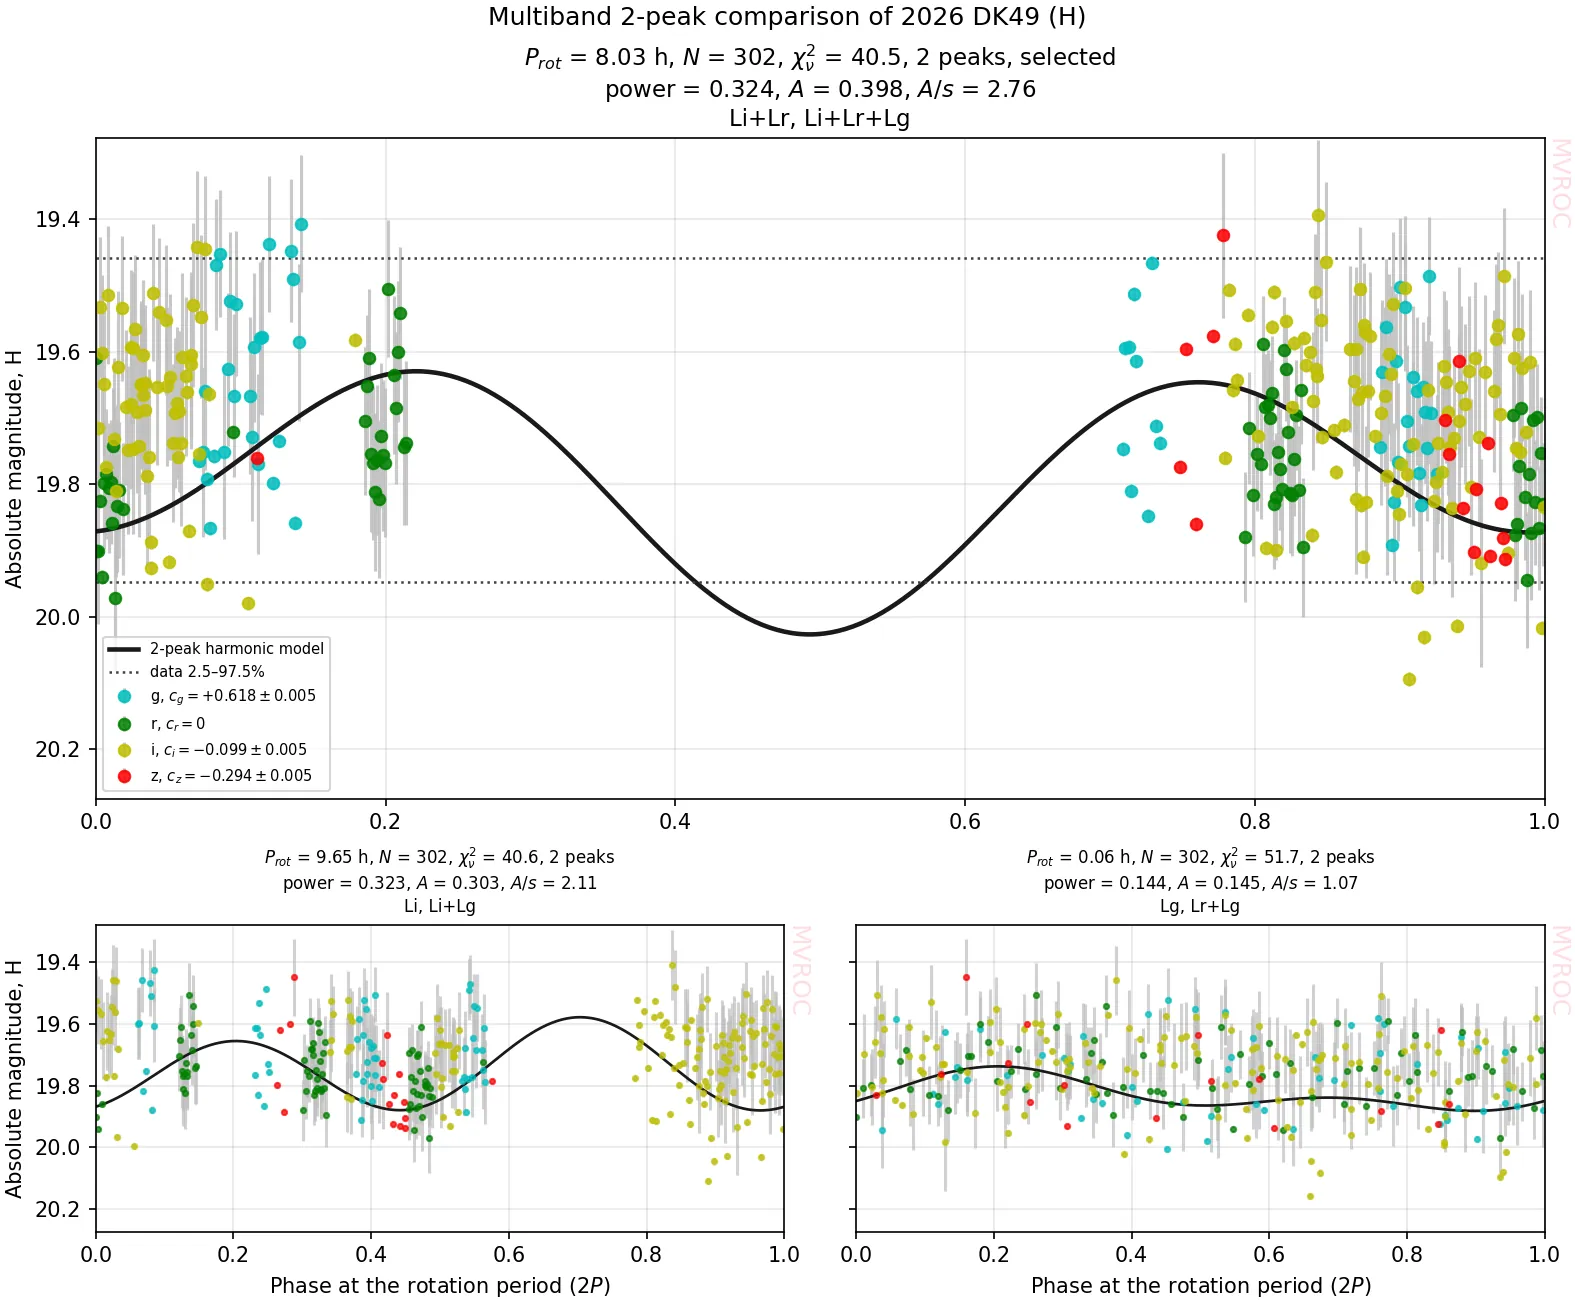 Multiband 2-peak comparison of 2026 DK49 (H)
P_rot = 8.03 h, N = 302, χ²_ν = 40.5, 2 peaks, selected
power = 0.324, A = 0.398, A/s = 2.76
Li+Lr, Li+Lr+Lg
MVROC
Absolute magnitude, H
19.4
19.6
19.8
20.0
20.2
2-peak harmonic model
data 2.5–97.5%
g, c_g = +0.618 ± 0.005
r, c_r = 0
i, c_i = −0.099 ± 0.005
z, c_z = −0.294 ± 0.005
0.0 0.2 0.4 0.6 0.8 1.0
P_rot = 9.65 h, N = 302, χ²_ν = 40.6, 2 peaks
power = 0.323, A = 0.303, A/s = 2.11
Li, Li+Lg
MVROC
Absolute magnitude, H
19.4
19.6
19.8
20.0
20.2
0.0 0.2 0.4 0.6 0.8 1.0
Phase at the rotation period (2P)
P_rot = 0.06 h, N = 302, χ²_ν = 51.7, 2 peaks
power = 0.144, A = 0.145, A/s = 1.07
Lg, Lr+Lg
MVROC
0.0 0.2 0.4 0.6 0.8 1.0
Phase at the rotation period (2P)